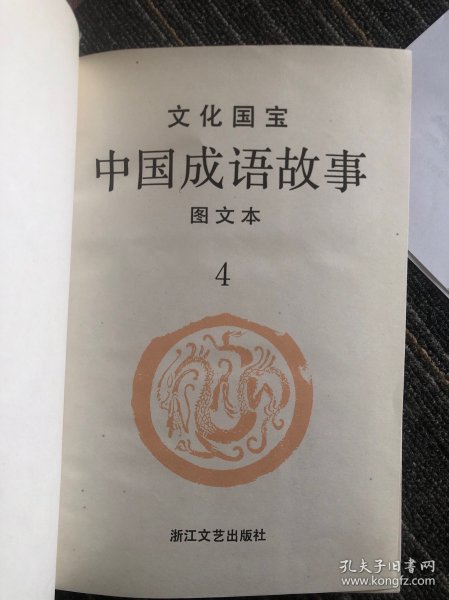 文化国宝
中国成语故事
图文本
4
浙江文艺出版社
孔夫子旧书网
www.kongfz.com